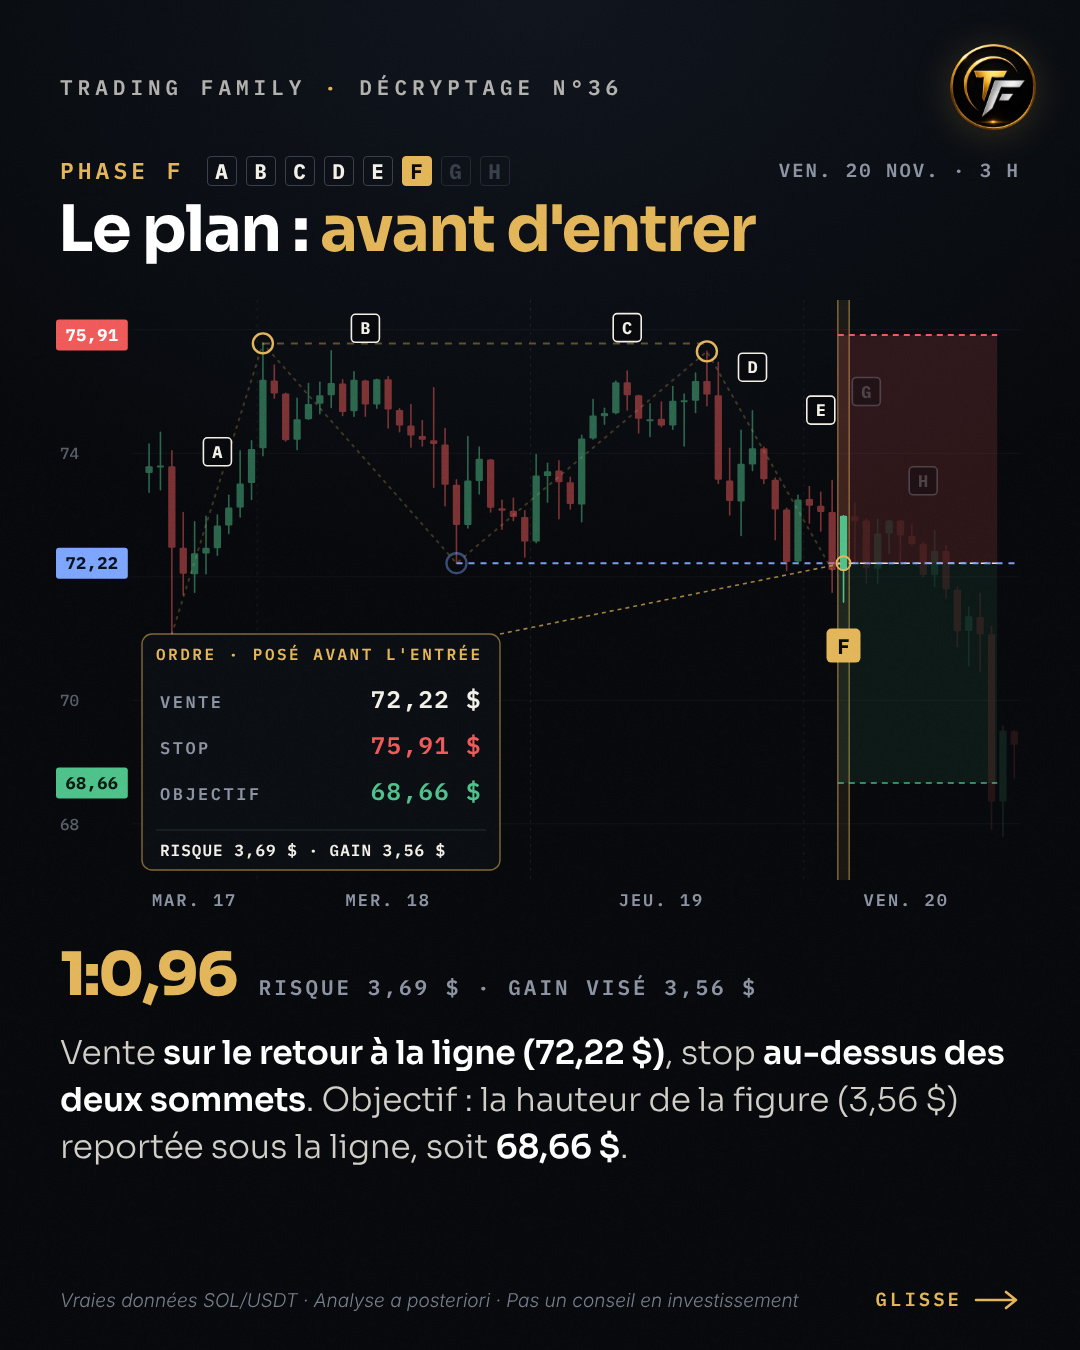 TRADING FAMILY · DÉCRYPTAGE N°36
TF
PHASE F A B C D E F G H
VEN. 20 NOV. · 3 H
Le plan : avant d'entrer
75,91
B
C
D
G
E
A
74
H
72,22
F
ORDRE · POSÉ AVANT L'ENTRÉE
VENTE 72,22 $
STOP 75,91 $
OBJECTIF 68,66 $
RISQUE 3,69 $ · GAIN 3,56 $
70
68,66
68
MAR. 17 MER. 18 JEU. 19 VEN. 20
1:0,96 RISQUE 3,69 $ · GAIN VISÉ 3,56 $
Vente sur le retour à la ligne (72,22 $), stop au-dessus des
deux sommets. Objectif : la hauteur de la figure (3,56 $)
reportée sous la ligne, soit 68,66 $.
Vraies données SOL/USDT · Analyse a posteriori · Pas un conseil en investissement
GLISSE →